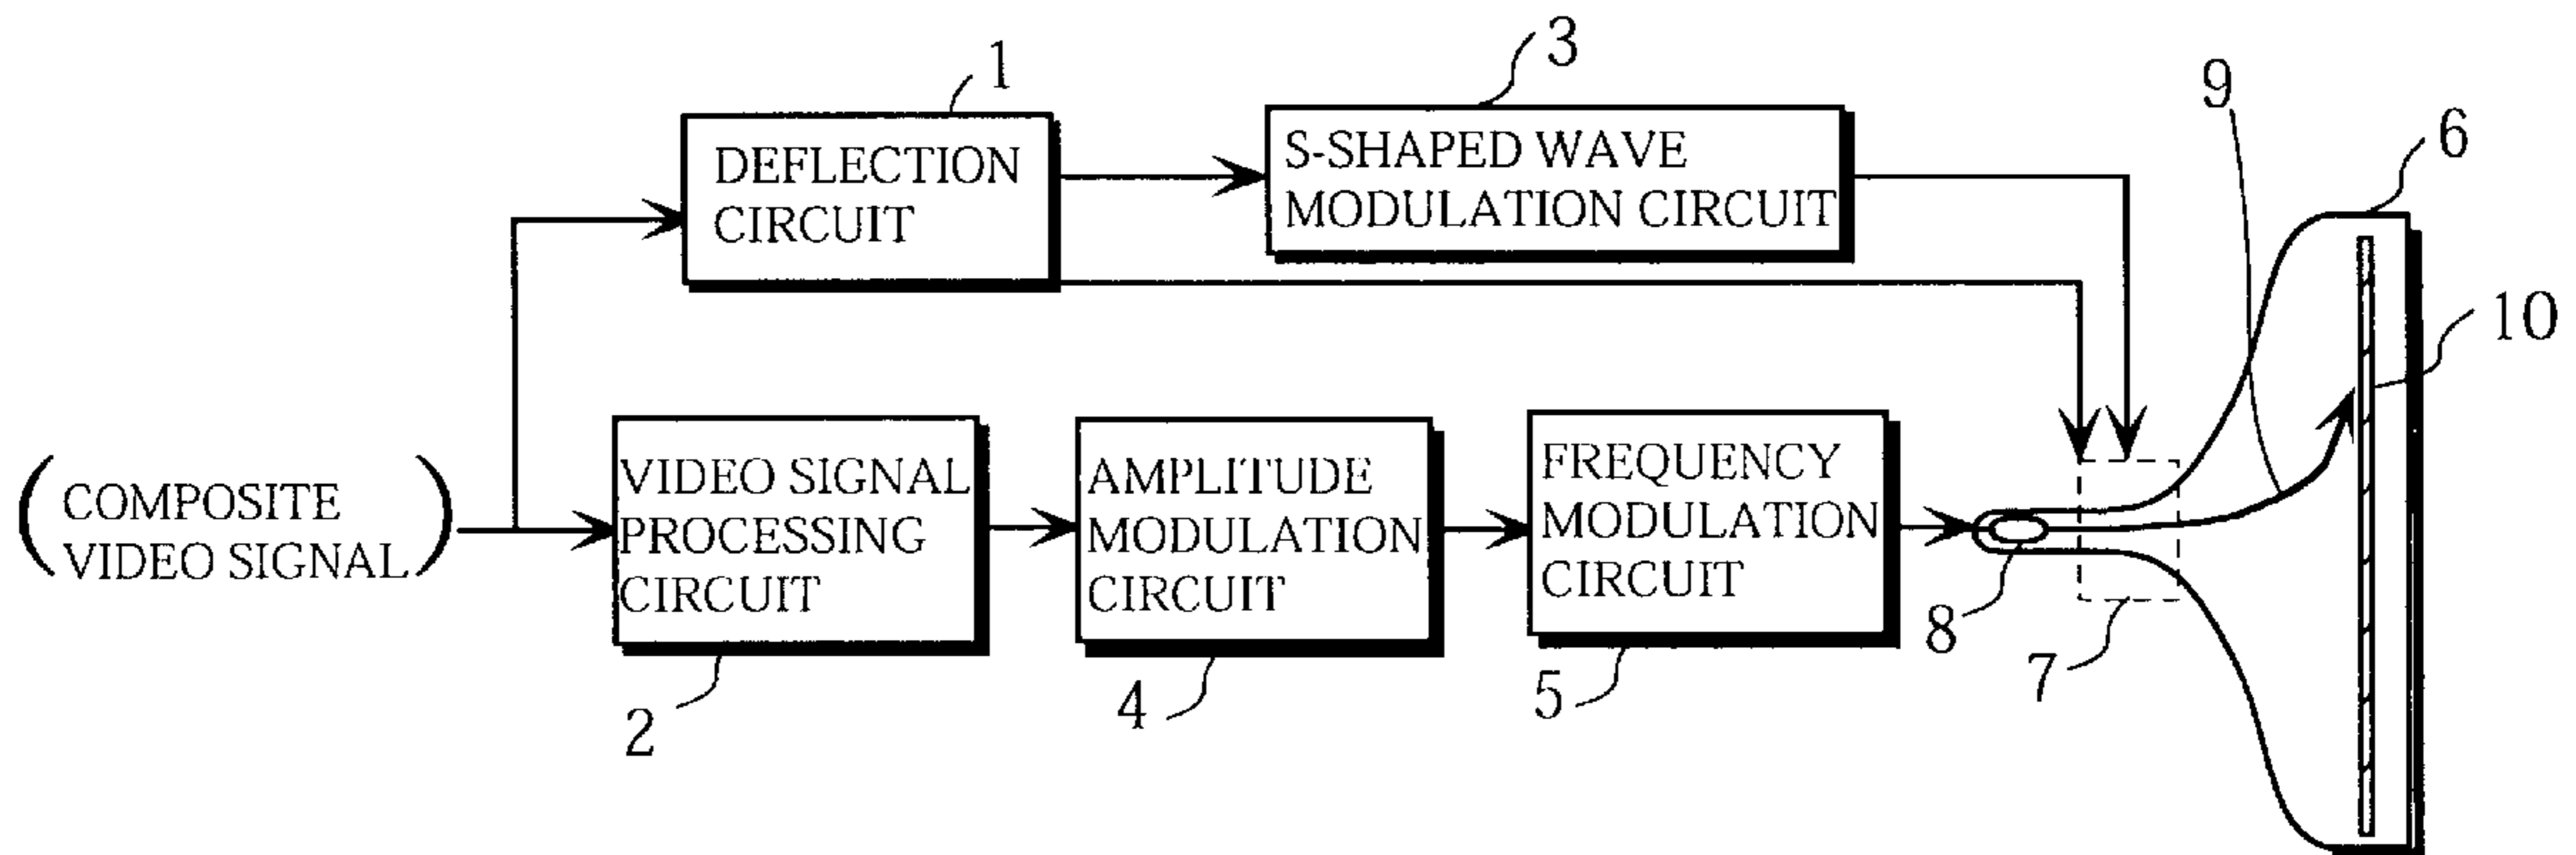 1
3
9
6
DEFLECTION
CIRCUIT
S-SHAPED WAVE
MODULATION CIRCUIT
10
(COMPOSITE
VIDEO SIGNAL)
VIDEO SIGNAL
PROCESSING
CIRCUIT
AMPLITUDE
MODULATION
CIRCUIT
FREQUENCY
MODULATION
CIRCUIT
8
7
2
4
5